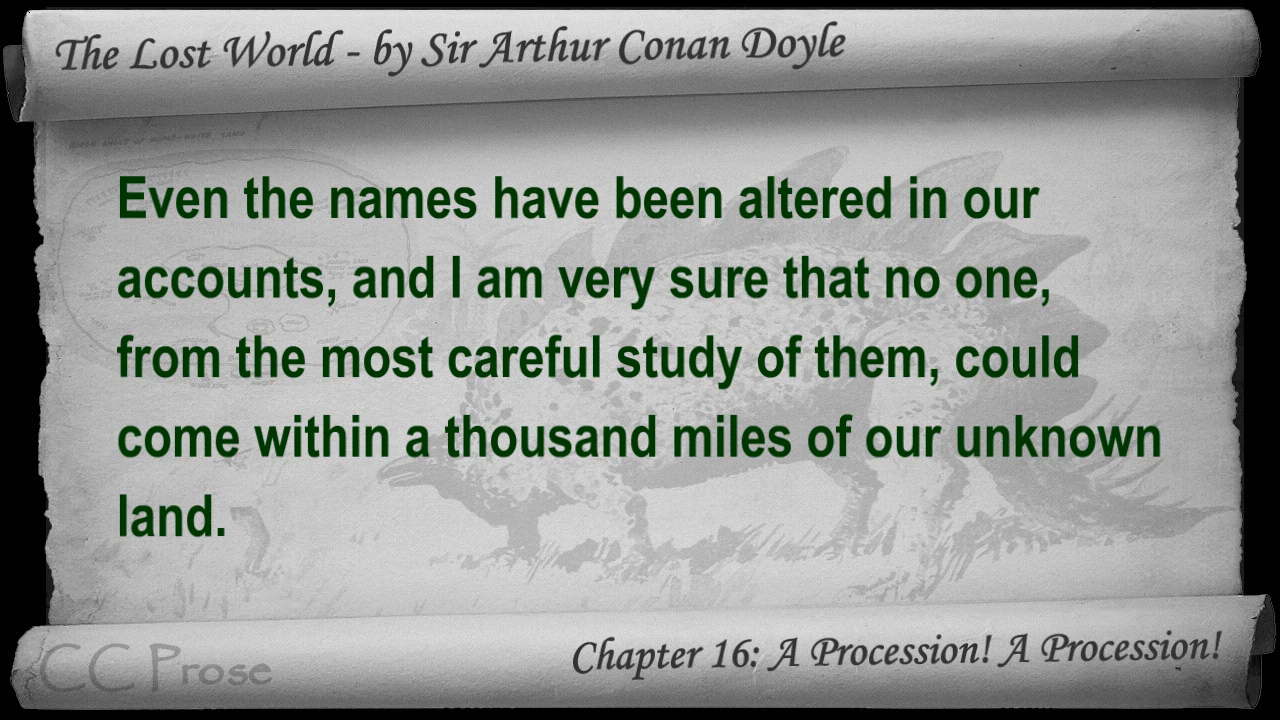 The Lost World - by Sir Arthur Conan Doyle
Even the names have been altered in our
accounts, and I am very sure that no one,
from the most careful study of them, could
come within a thousand miles of our unknown
land.
CC Prose
Chapter 16: A Procession! A Procession!